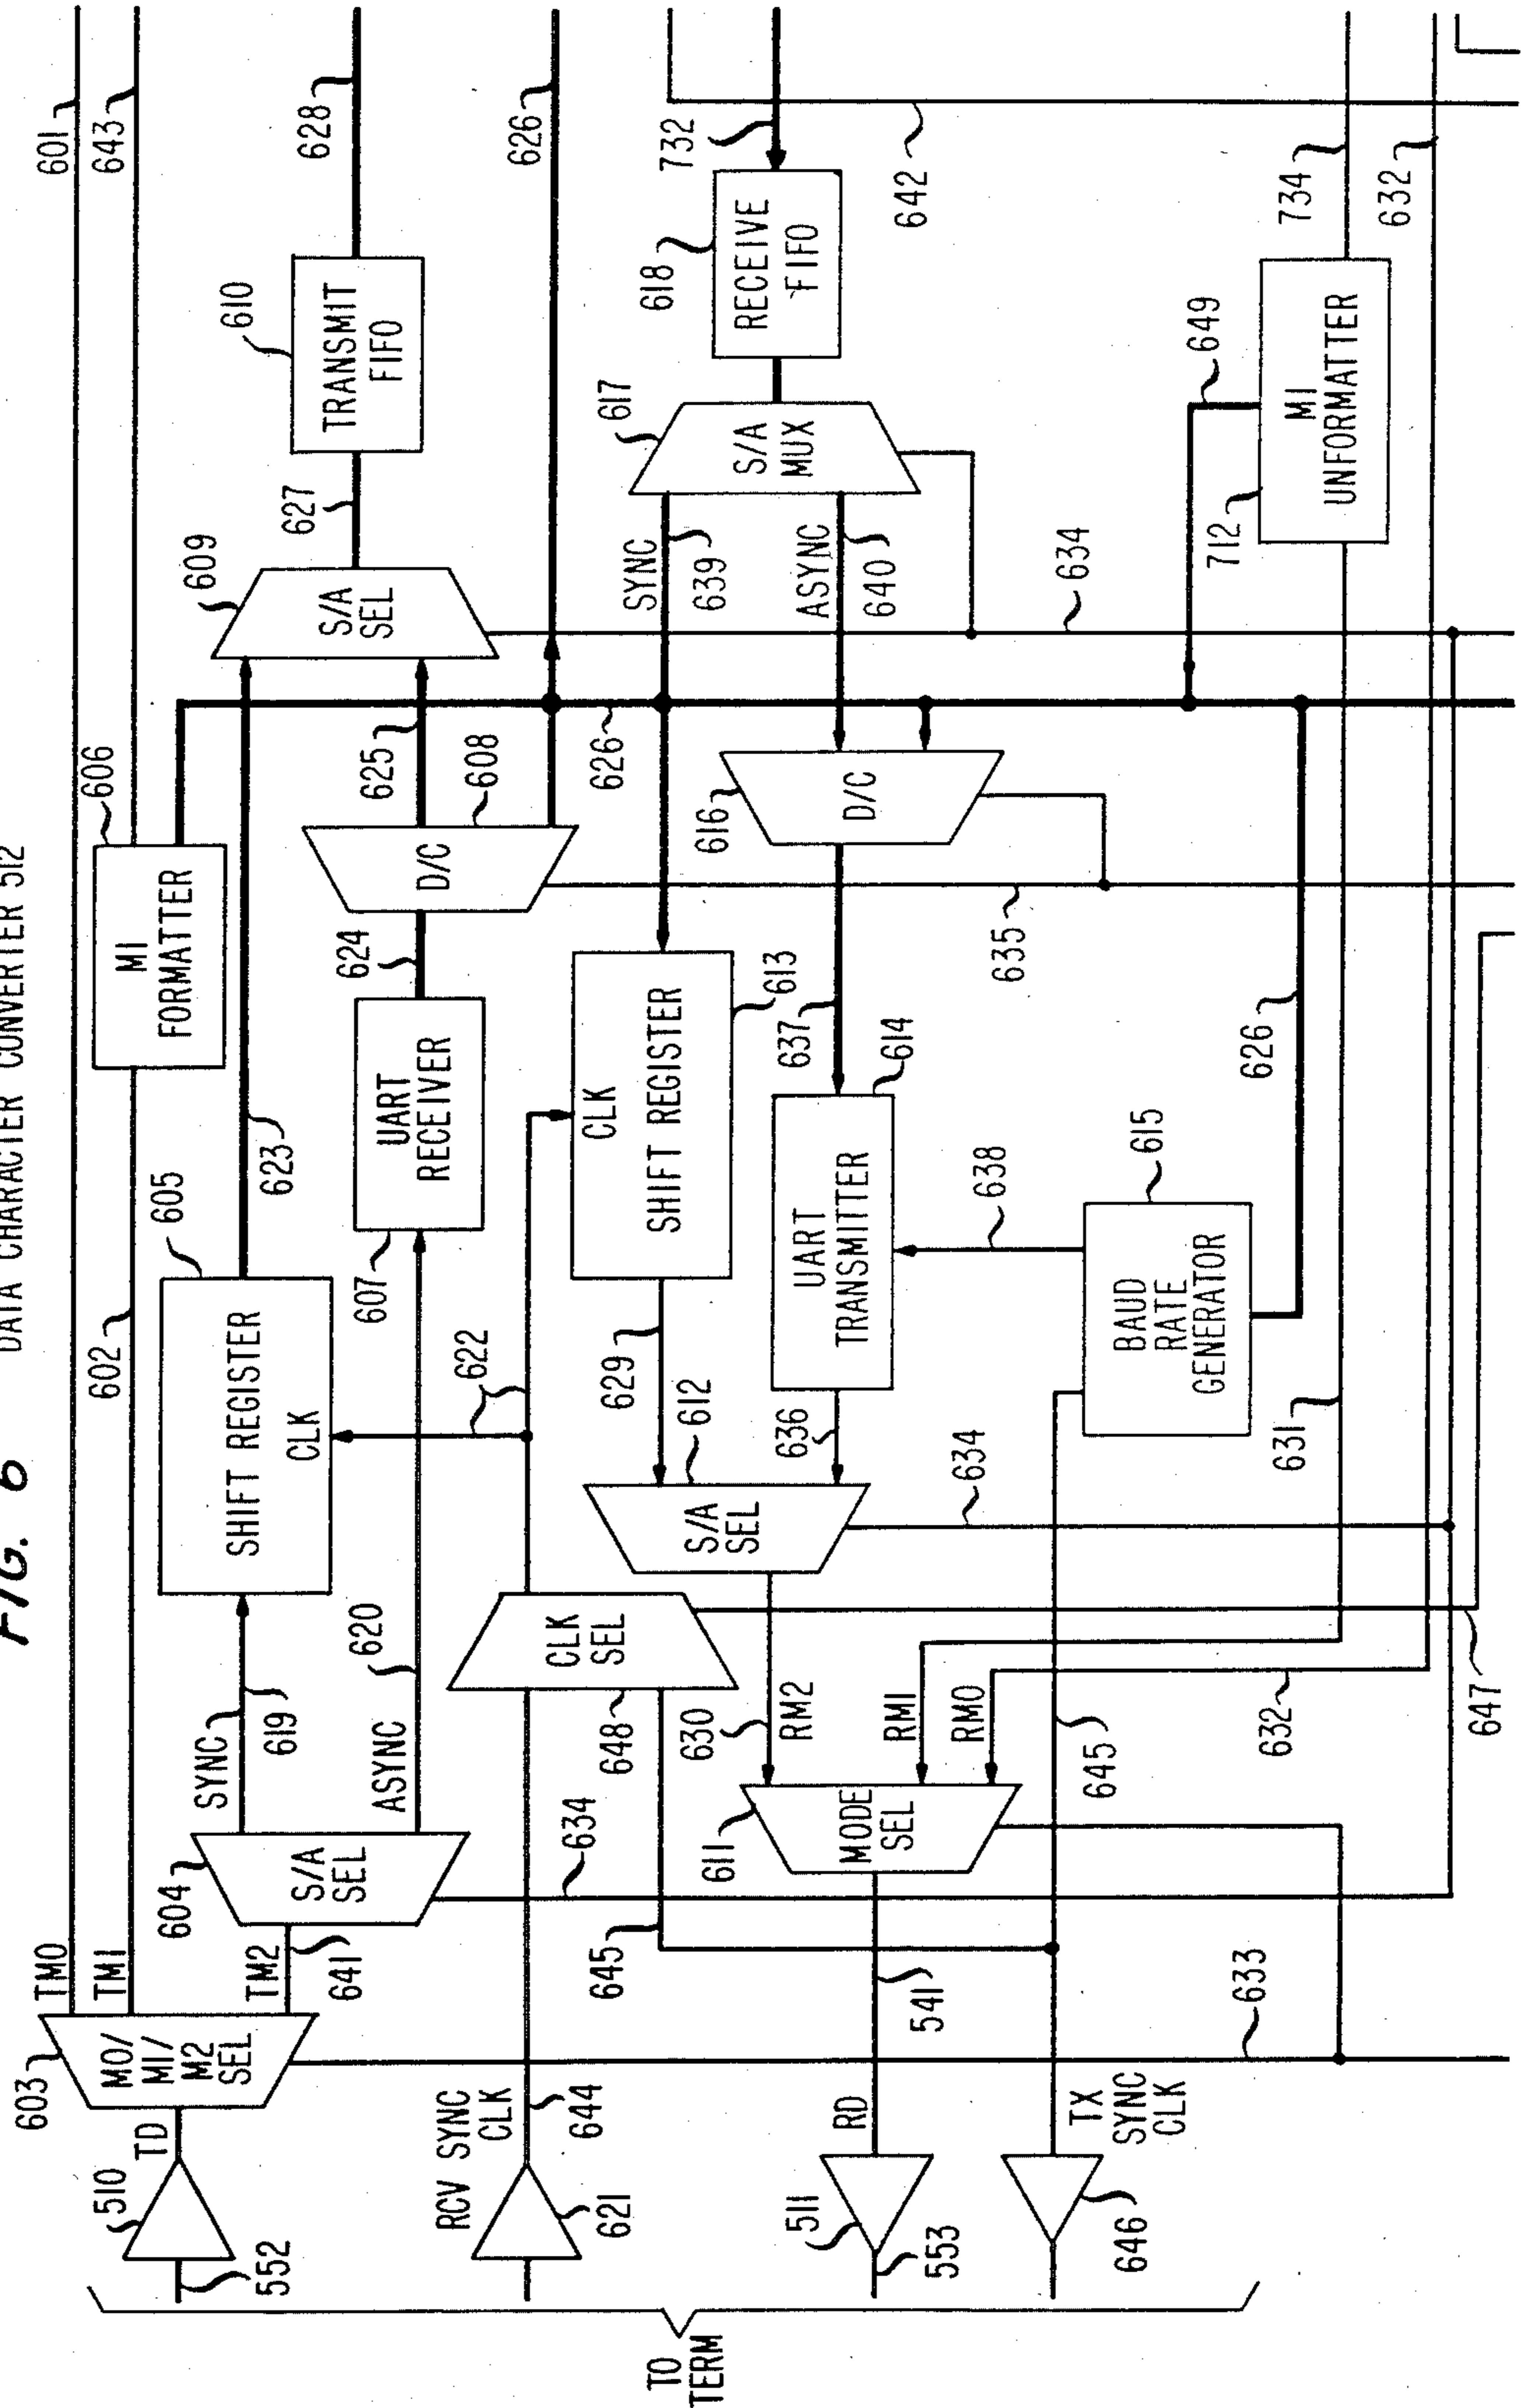 FIG. 6 DATA CHARACTER CONVERTER 512
603
M0/
M1/
M2
SEL
TM0
TM1
TM2
641
602
601
643
606
M1
FORMATTER
510
TD
552
604
S/A
SEL
SYNC
619
605
SHIFT REGISTER
CLK
623
609
S/A
SEL
610
TRANSMIT
FIFO
627
628
ASYNC
620
607
UART
RECEIVER
624
D/C
608
625
626
RCV SYNC
CLK
644
621
CLK
SEL
648
622
CLK
SHIFT REGISTER
613
626
634
645
629
612
S/A
SEL
SYNC
639
617
S/A
MUX
618
RECEIVE
FIFO
732
TO
TERM
511
RD
553
541
611
MODE
SEL
630
RM2
RM1
RM0
636
UART
TRANSMITTER
614
637
616
D/C
ASYNC
640
642
TX
SYNC
CLK
646
645
634
638
BAUD
RATE
GENERATOR
615
635
634
633
632
647
631
626
712
649
M1
UNFORMATTER
734
632